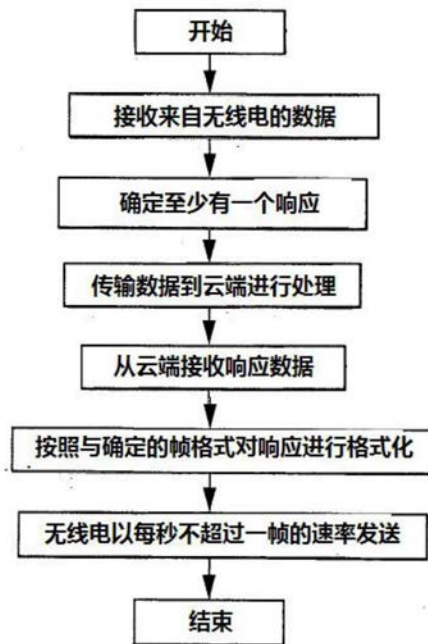 开始
接收来自无线电的数据
确定至少有一个响应
传输数据到云端进行处理
从云端接收响应数据
按照与确定的帧格式对响应进行格式化
无线电以每秒不超过一帧的速率发送
结束